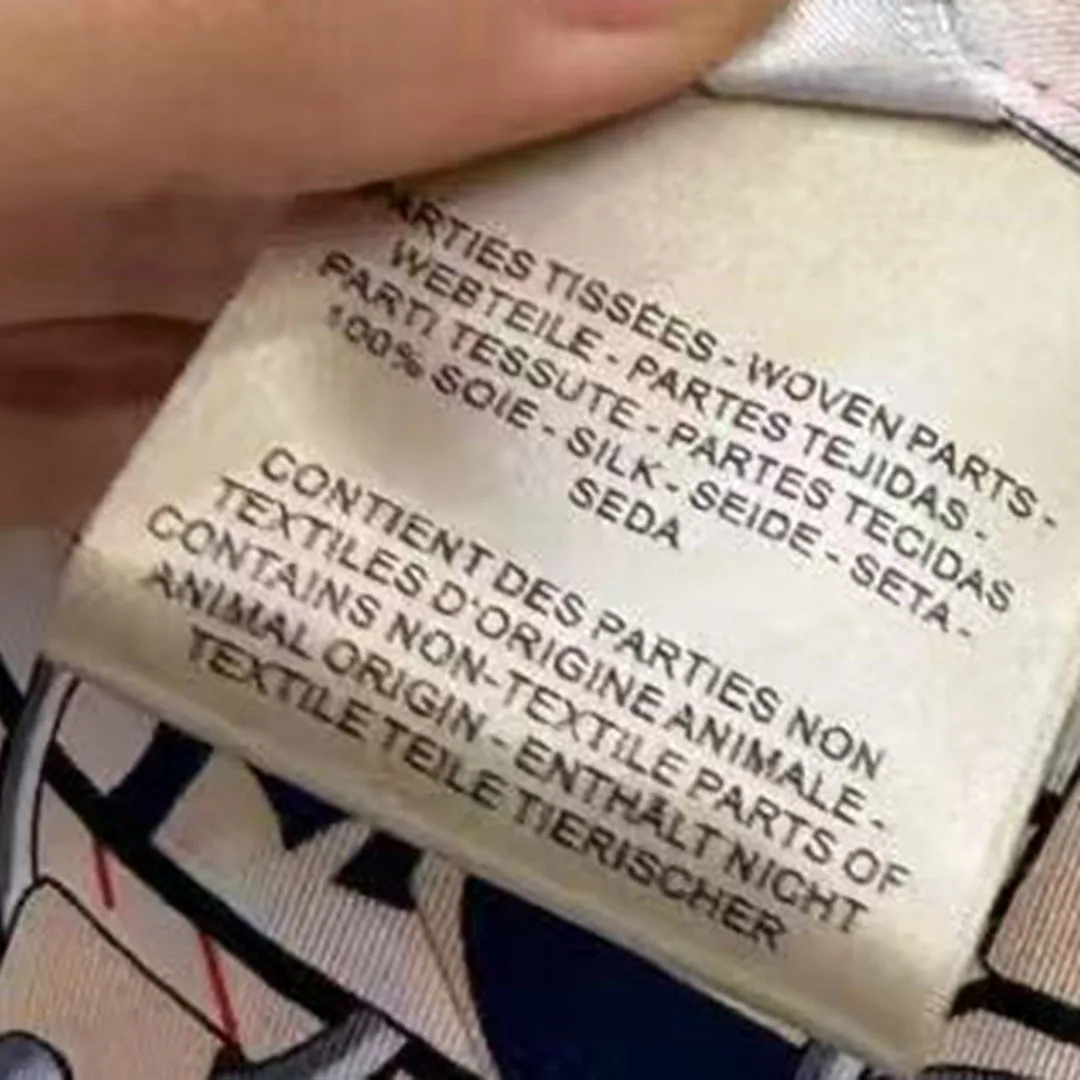 PARTIES TISSÉES - WOVEN PARTS -
WEBTEILE - PARTES TEJIDAS -
PARTI TESSUTE - PARTES TECIDAS
100% SOIE - SILK - SEIDE - SETA -
SEDA
CONTIENT DES PARTIES NON
TEXTILES D'ORIGINE ANIMALE -
CONTAINS NON-TEXTILE PARTS OF
ANIMAL ORIGIN - ENTHÄLT NIGHT
TEXTILE TEILE TIERISCHER